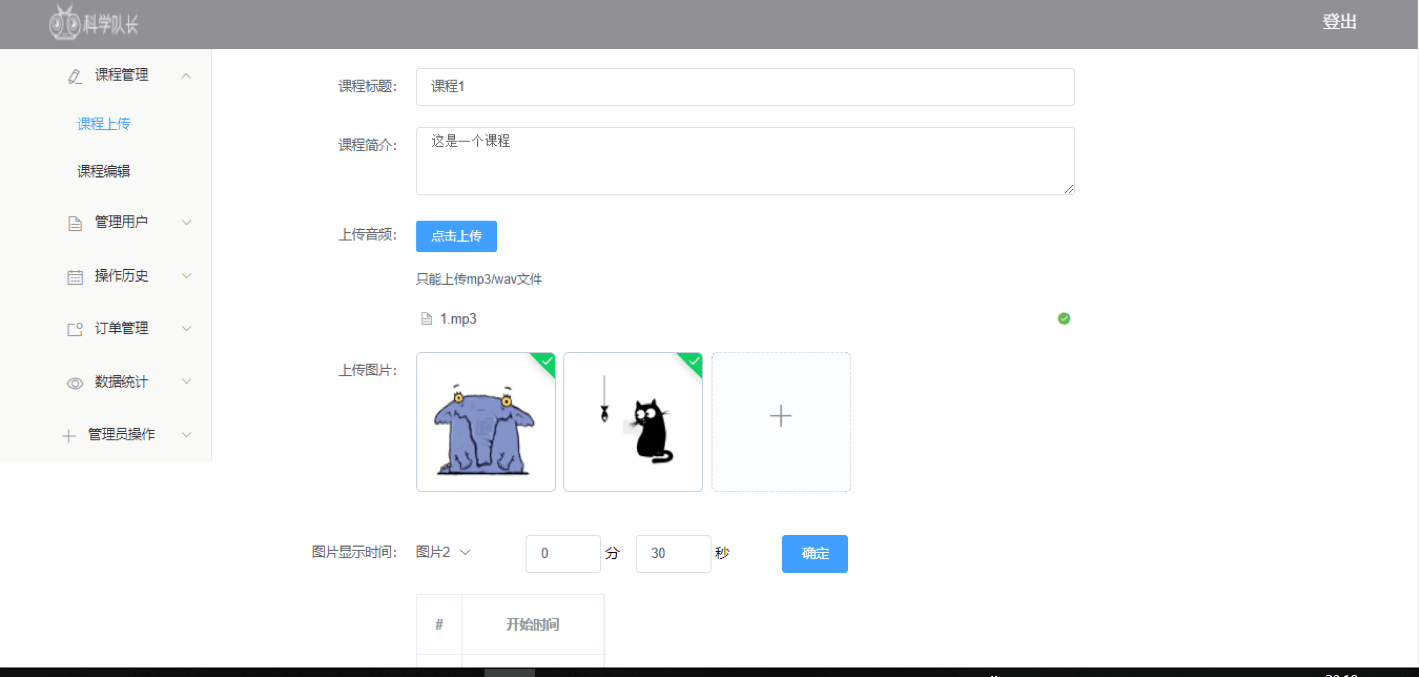 科学队长
登出
课程管理
课程上传
课程编辑
管理用户
操作历史
订单管理
数据统计
管理员操作
课程标题:
课程1
课程简介:
这是一个课程
上传音频:
点击上传
只能上传mp3/wav文件
1.mp3
上传图片:
图片显示时间:
图片2
0 分 30 秒
确定
# 开始时间